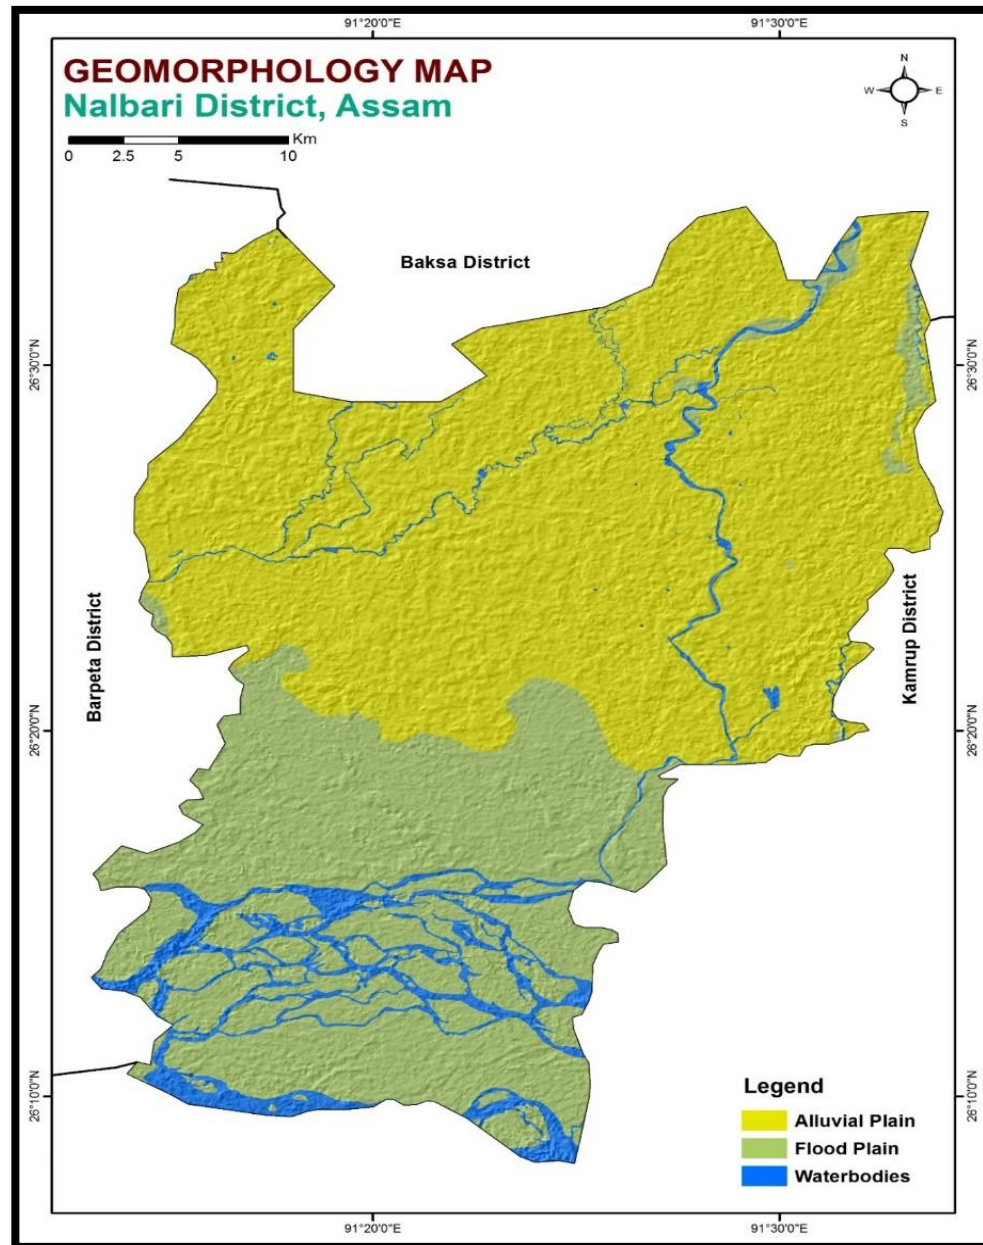 91°20'0"E
91°30'0"E
GEOMORPHOLOGY MAP
Nalbari District, Assam
Km
0 2.5 5 10
N
W E
S
Baksa District
26°30'0"N
26°30'0"N
Barpeta District
Kamrup District
26°20'0"N
26°20'0"N
26°10'0"N
26°10'0"N
Legend
Alluvial Plain
Flood Plain
Waterbodies
91°20'0"E
91°30'0"E